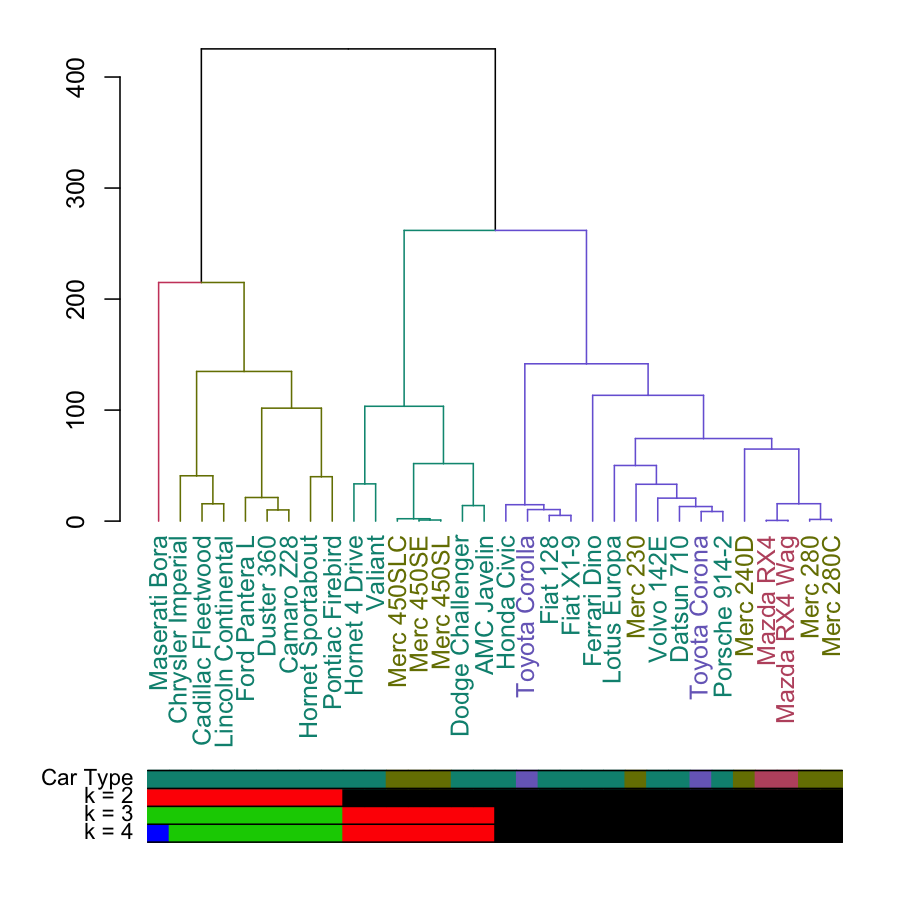 400
300
200
100
0
Maserati Bora
Chrysler Imperial
Cadillac Fleetwood
Lincoln Continental
Ford Pantera L
Duster 360
Camaro Z28
Hornet Sportabout
Pontiac Firebird
Hornet 4 Drive
Valiant
Merc 450SLC
Merc 450SE
Merc 450SL
Dodge Challenger
AMC Javelin
Honda Civic
Toyota Corolla
Fiat 128
Fiat X1-9
Ferrari Dino
Lotus Europa
Merc 230
Volvo 142E
Datsun 710
Toyota Corona
Porsche 914-2
Merc 240D
Mazda RX4
Mazda RX4 Wag
Merc 280
Merc 280C
Car Type
k = 2
k = 3
k = 4